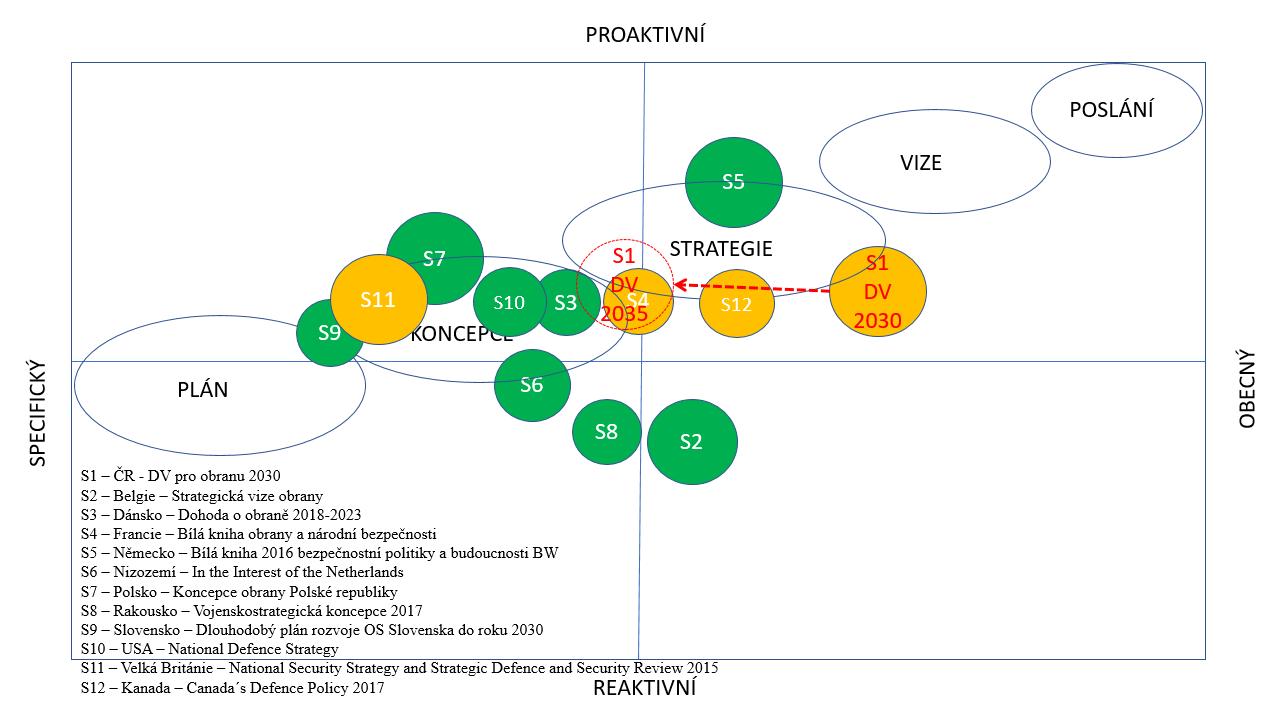 PROAKTIVNÍ
POSLÁNÍ
VIZE
S5
STRATEGIE
S7
S1
DV
2035
S1
DV
2030
S11
S10
S3
S4
S12
S9
KONCEPCE
SPECIFICKÝ
OBECNÝ
PLÁN
S6
S8
S2
S1 – ČR - DV pro obranu 2030
S2 – Belgie – Strategická vize obrany
S3 – Dánsko – Dohoda o obraně 2018-2023
S4 – Francie – Bílá kniha obrany a národní bezpečnosti
S5 – Německo – Bílá kniha 2016 bezpečnostní politiky a budoucnosti BW
S6 – Nizozemí – In the Interest of the Netherlands
S7 – Polsko – Koncepce obrany Polské republiky
S8 – Rakousko – Vojenskostrategická koncepce 2017
S9 – Slovensko – Dlouhodobý plán rozvoje OS Slovenska do roku 2030
S10 – USA – National Defence Strategy
S11 – Velká Británie – National Security Strategy and Strategic Defence and Security Review 2015
S12 – Kanada – Canada´s Defence Policy 2017
REAKTIVNÍ